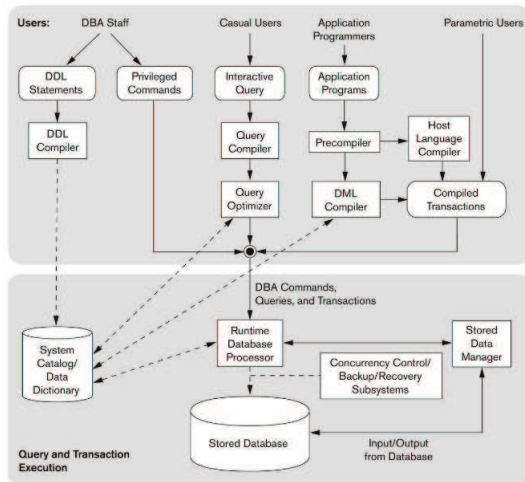 Users: DBA Staff Casual Users Application Programmers Parametric Users
DDL Statements
Privileged Commands
Interactive Query
Application Programs
DDL Compiler
Query Compiler
Precompiler
Host Language Compiler
Query Optimizer
DML Compiler
Compiled Transactions
DBA Commands,
Queries, and Transactions
System Catalog/ Data Dictionary
Runtime Database Processor
Stored Data Manager
Concurrency Control/
Backup/Recovery
Subsystems
Stored Database
Input/Output
from Database
Query and Transaction
Execution